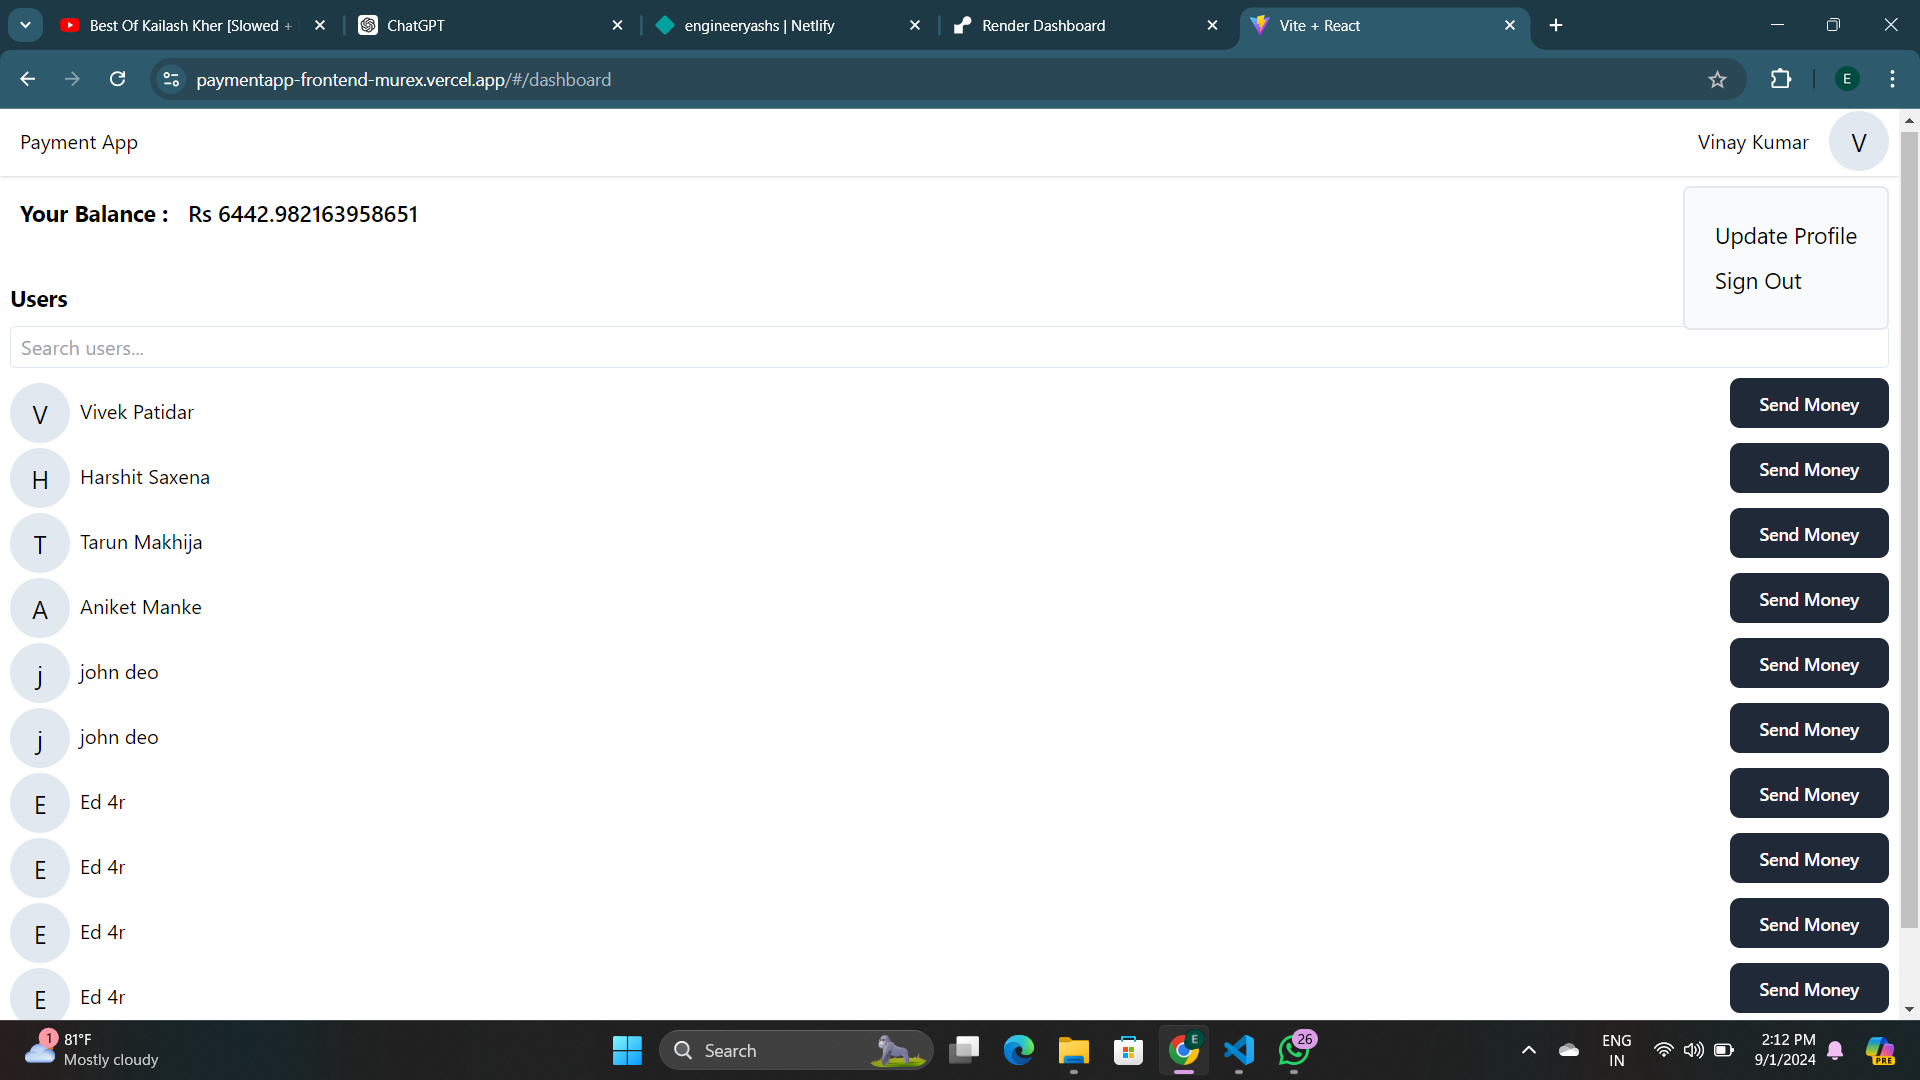 Best Of Kailash Kher [Slowed +
ChatGPT
engineeryashs | Netlify
Render Dashboard
Vite + React
paymentapp-frontend-murex.vercel.app/#/dashboard
E
Payment App
Vinay Kumar
V
Your Balance : Rs 6442.982163958651
Update Profile
Sign Out
Users
Search users...
V Vivek Patidar Send Money
H Harshit Saxena Send Money
T Tarun Makhija Send Money
A Aniket Manke Send Money
j john deo Send Money
j john deo Send Money
E Ed 4r Send Money
E Ed 4r Send Money
E Ed 4r Send Money
E Ed 4r Send Money
1
81°F
Mostly cloudy
Search
E
26
ENG
IN
2:12 PM
9/1/2024
PRE